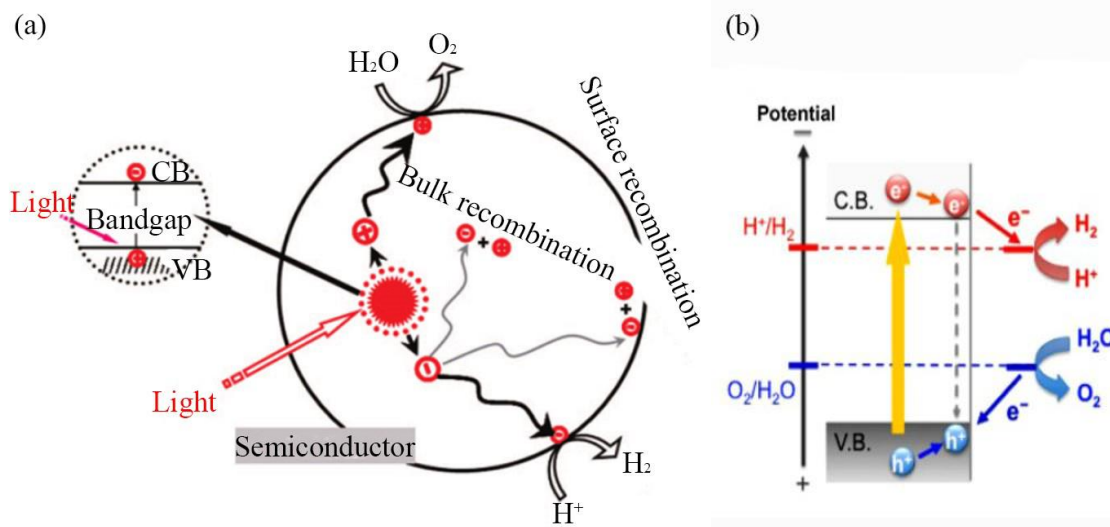 (a)
O₂
H₂O
Surface recombination
CB
Light
Bandgap
VB
Bulk recombination
Light
Semiconductor
H₂
H⁺
(b)
Potential
−
C.B.
e⁻
e⁻
e⁻
H⁺/H₂
H₂
H⁺
H₂O
O₂/H₂O
O₂
e⁻
V.B.
h⁺
h⁺
+